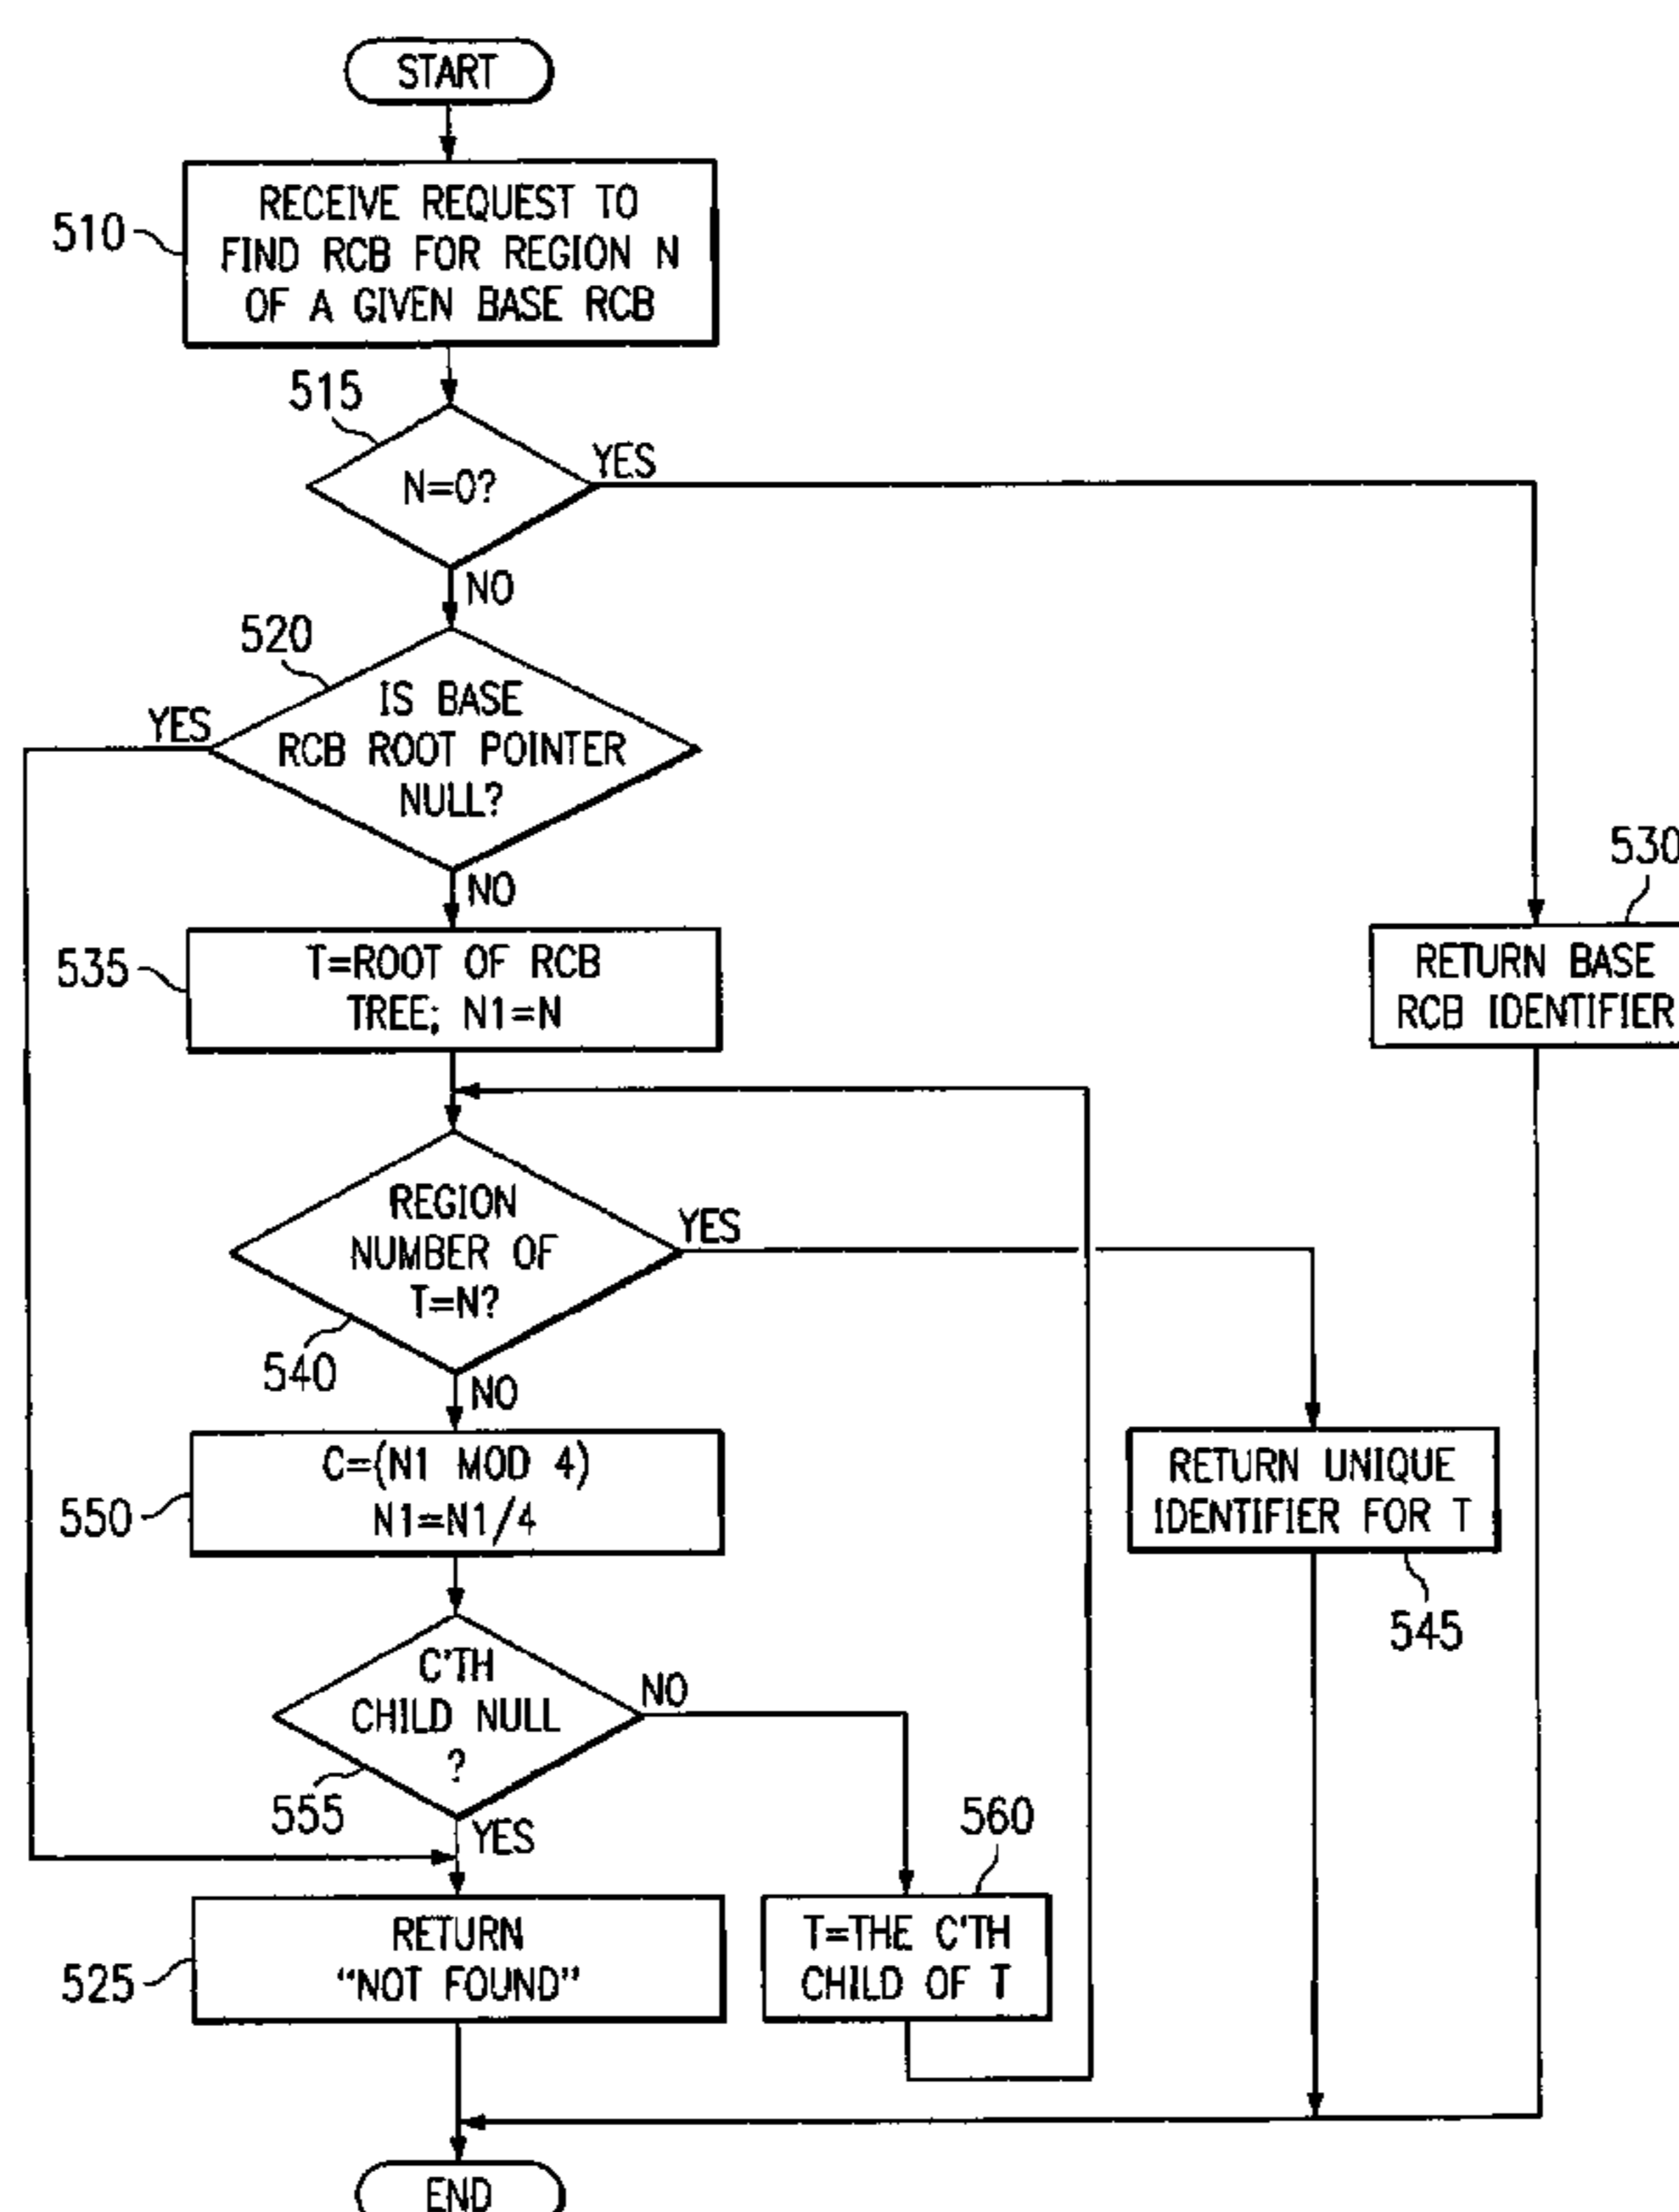 START
510
RECEIVE REQUEST TO
FIND RCB FOR REGION N
OF A GIVEN BASE RCB
515
N=0?
YES
NO
520
IS BASE
RCB ROOT POINTER
NULL?
YES
NO
530
RETURN BASE
RCB IDENTIFIER
535
T=ROOT OF RCB
TREE; N1=N
REGION
NUMBER OF
T=N?
YES
540
NO
550
C=(N1 MOD 4)
N1=N1/4
RETURN UNIQUE
IDENTIFIER FOR T
545
C'TH
CHILD NULL
?
NO
555
YES
560
525
RETURN
“NOT FOUND”
T=THE C'TH
CHILD OF T
END